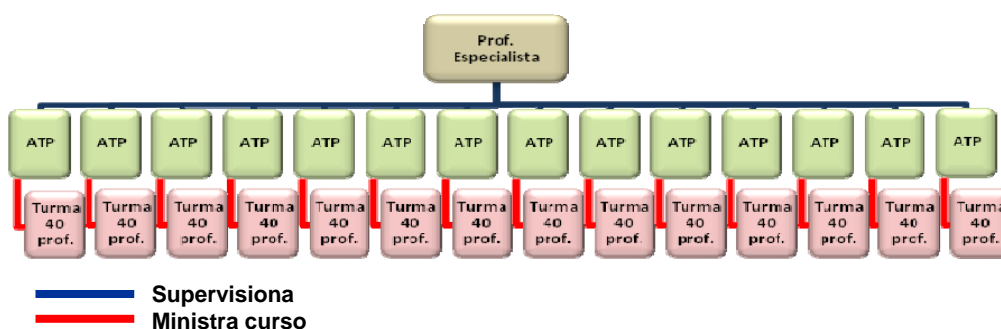 Prof.
Especialista
ATP ATP ATP ATP ATP ATP ATP ATP ATP ATP ATP ATP ATP ATP
Turma Turma Turma Turma Turma Turma Turma Turma Turma Turma Turma Turma Turma Turma
40 40 40 40 40 40 40 40 40 40 40 40 40 40
prof. prof. prof. prof. prof. prof. prof. prof. prof. prof. prof. prof. prof. prof.
Supervisiona
Ministra curso